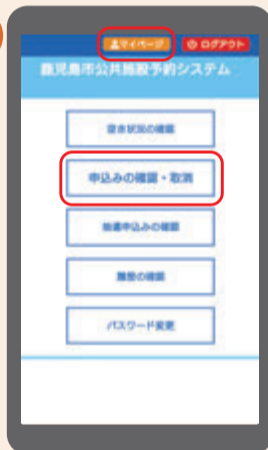 マイページ ログアウト
鹿児島市公共施設予約システム
空き状況の確認
申込みの確認・取消
抽選申込みの確認
履歴の確認
パスワード変更